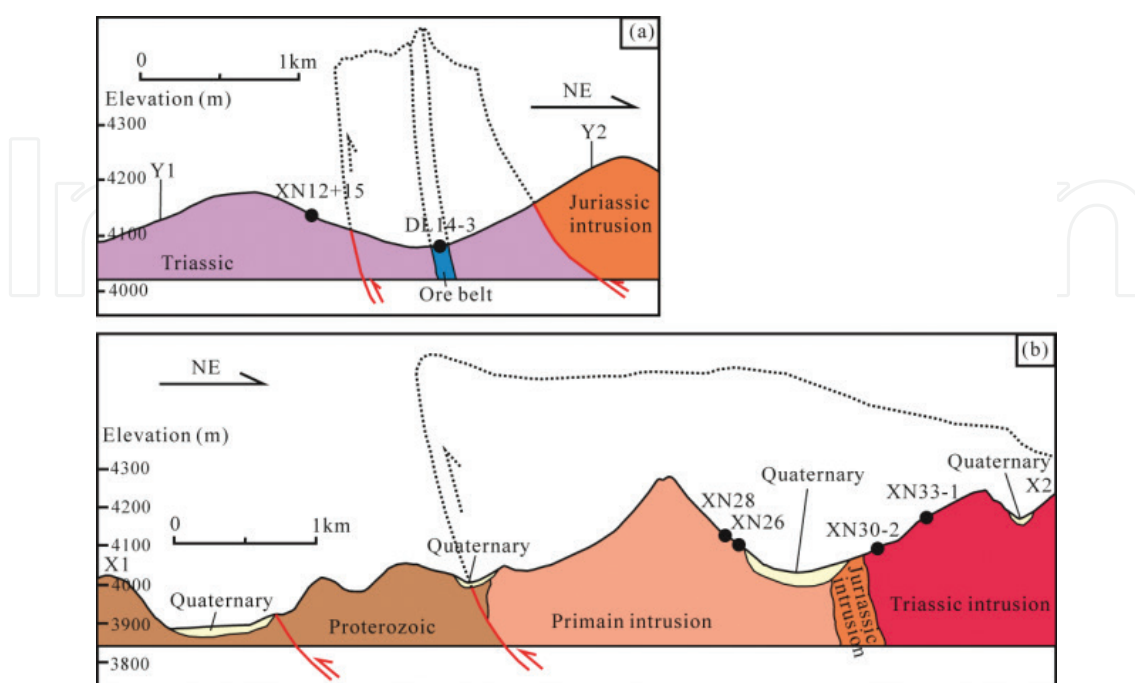 (a)
0 1km
Elevation (m)
NE
4300
Y2
4200
Y1
XN12+15
Juriassic
intrusion
DL14-3
4100
Triassic
4000
Ore belt
(b)
NE
Elevation (m)
4300
Quaternary
Quaternary
X2
4200
XN28
XN33-1
0 1km
XN26
XN30-2
4100
Quaternary
X1
4000
Quaternary
Juriassic
intrusion
Triassic intrusion
3900
Proterozoic
Primain intrusion
3800